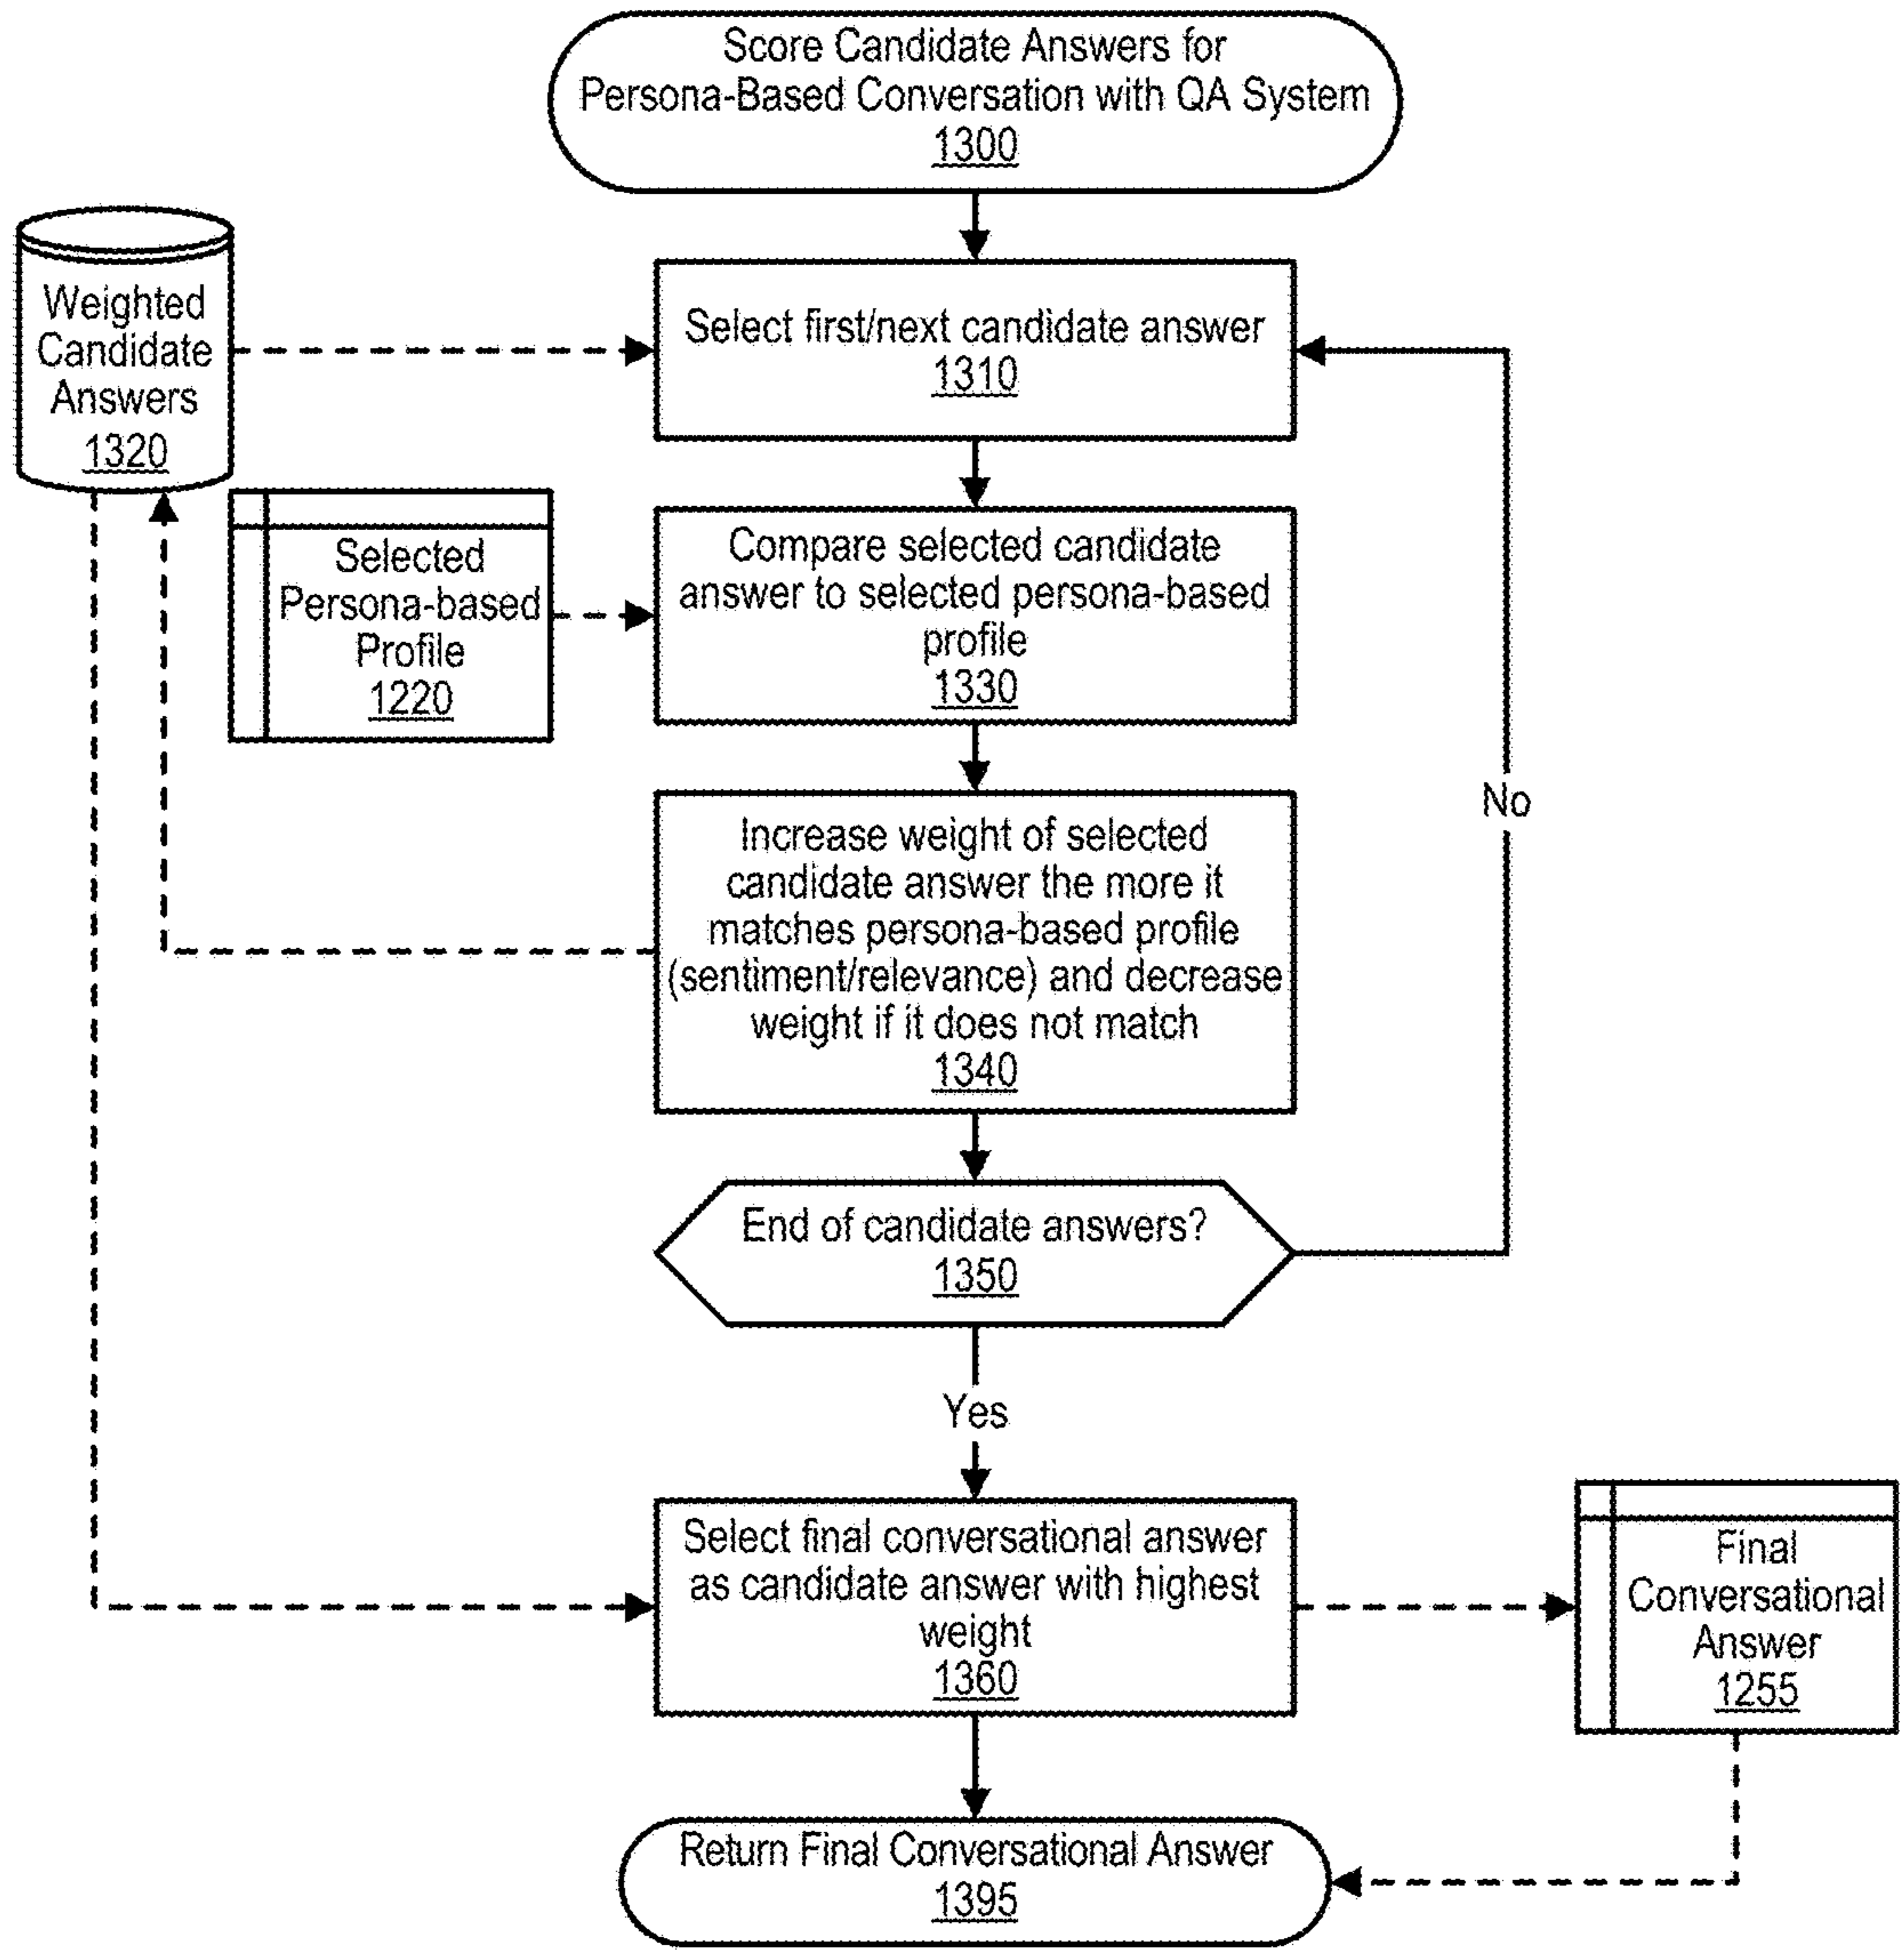 Score Candidate Answers for
Persona-Based Conversation with QA System
1300
Weighted
Candidate
Answers
1320
Select first/next candidate answer
1310
Selected
Persona-based
Profile
1220
Compare selected candidate
answer to selected persona-based
profile
1330
No
Increase weight of selected
candidate answer the more it
matches persona-based profile
(sentiment/relevance) and decrease
weight if it does not match
1340
End of candidate answers?
1350
Yes
Select final conversational answer
as candidate answer with highest
weight
1360
Final
Conversational
Answer
1255
Return Final Conversational Answer
1395